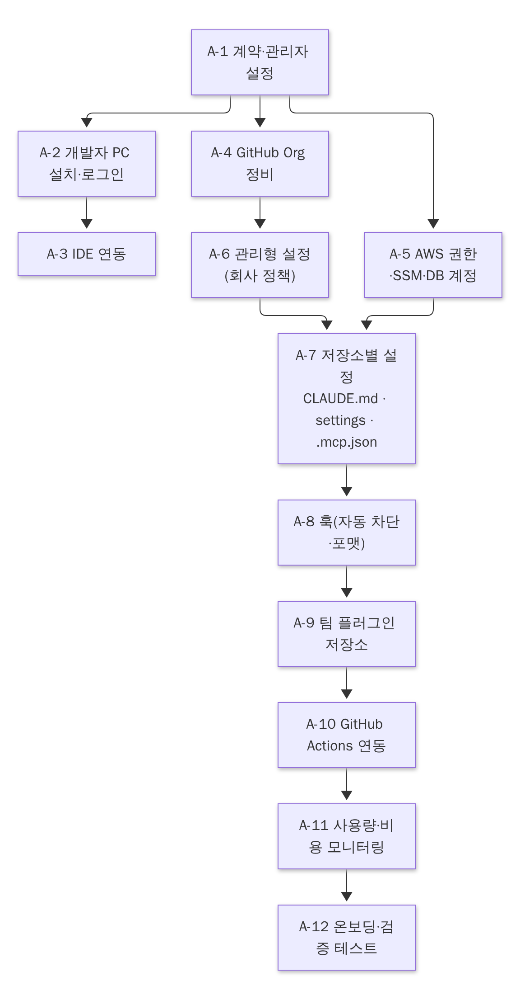 A-1 계약·관리자
설정
A-2 개발자 PC
설치·로그인
A-4 GitHub Org
정비
A-3 IDE 연동
A-6 관리형 설정
(회사 정책)
A-5 AWS 권한
·SSM·DB 계정
A-7 저장소별 설
정
CLAUDE.md ·
settings ·
.mcp.json
A-8 훅(자동 차단
·포맷)
A-9 팀 플러그인
저장소
A-10 GitHub
Actions 연동
A-11 사용량·비
용 모니터링
A-12 온보딩·검
증 테스트